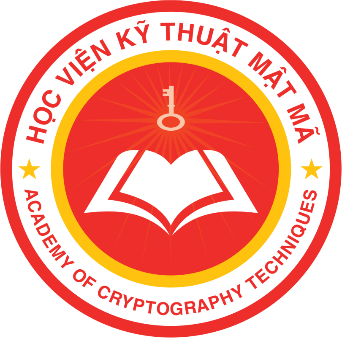 HỌC VIỆN KỸ THUẬT MẬT MÃ
ACADEMY OF CRYPTOGRAPHY TECHNIQUES